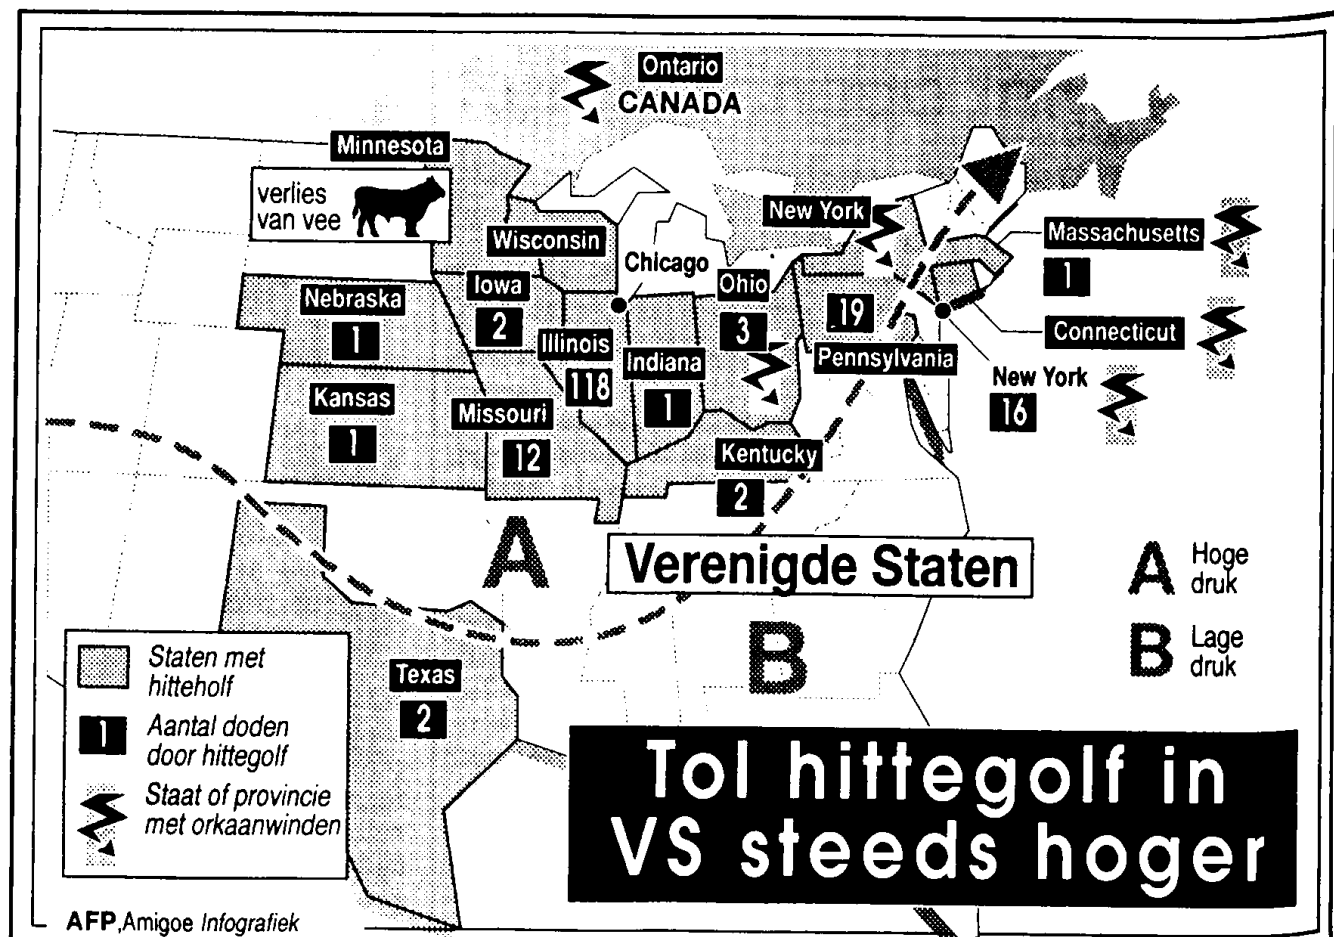 Ontario
CANADA
Minnesota
verlies
van vee
Wisconsin
Chicago
New York
Massachusetts
1
Nebraska
1
Iowa
2
Illinois
118
Indiana
1
Ohio
3
19
Pennsylvania
Connecticut
New York
16
Kansas
1
Missouri
12
Kentucky
2
A
Verenigde Staten
A Hoge
druk
B
B Lage
druk
Texas
2
Staten met
hitteholf
1 Aantal doden
door hittegolf
Staat of provincie
met orkaanwinden
Tol hittegolf in
VS steeds hoger
AFP,Amigoe Infografiek